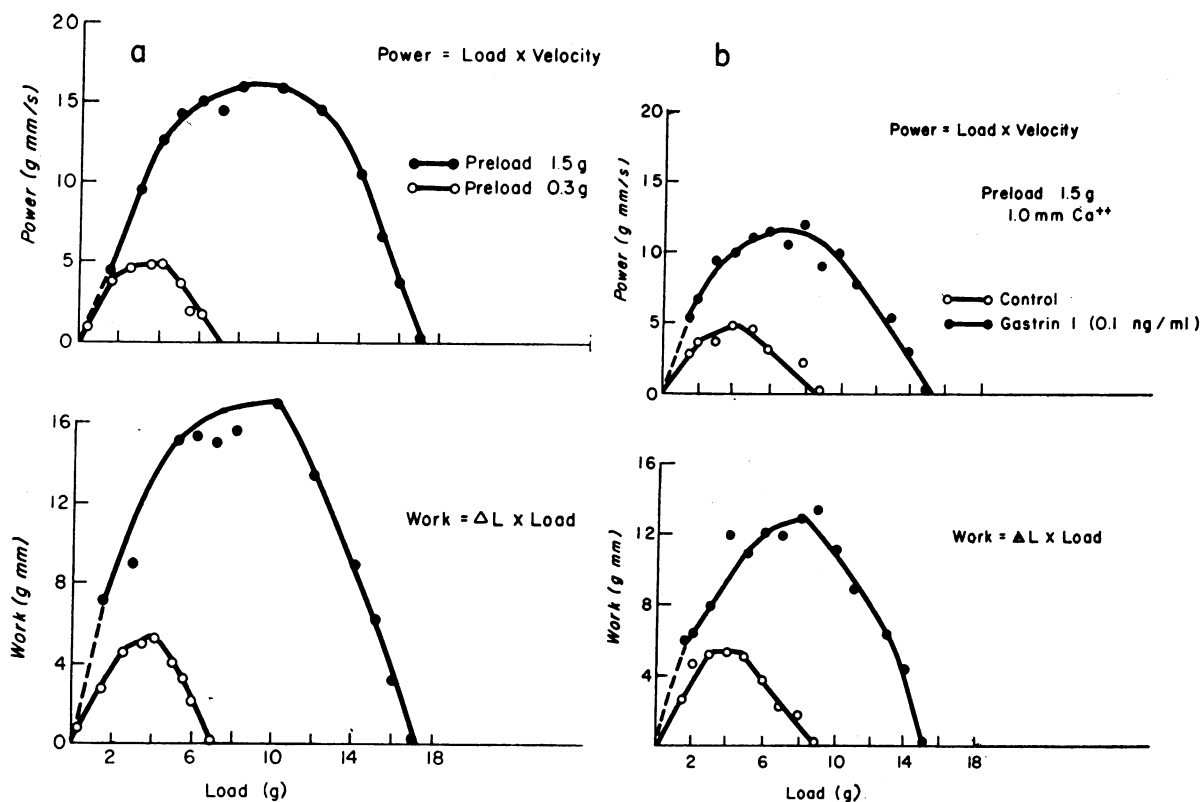 a
Power = Load x Velocity
Power (g mm/s)
20
15
10
5
0
Preload 1.5 g
Preload 0.3 g
Work = △L x Load
Work (g mm)
16
12
8
4
0
2 6 10 14 18
Load (g)
b
Power = Load x Velocity
Preload 1.5 g
1.0 mm Ca++
Power (g mm/s)
20
15
10
5
0
Control
Gastrin I (0.1 ng/ml)
Work = ▲L x Load
Work (g mm)
16
12
8
4
0
2 6 10 14 18
Load (g)